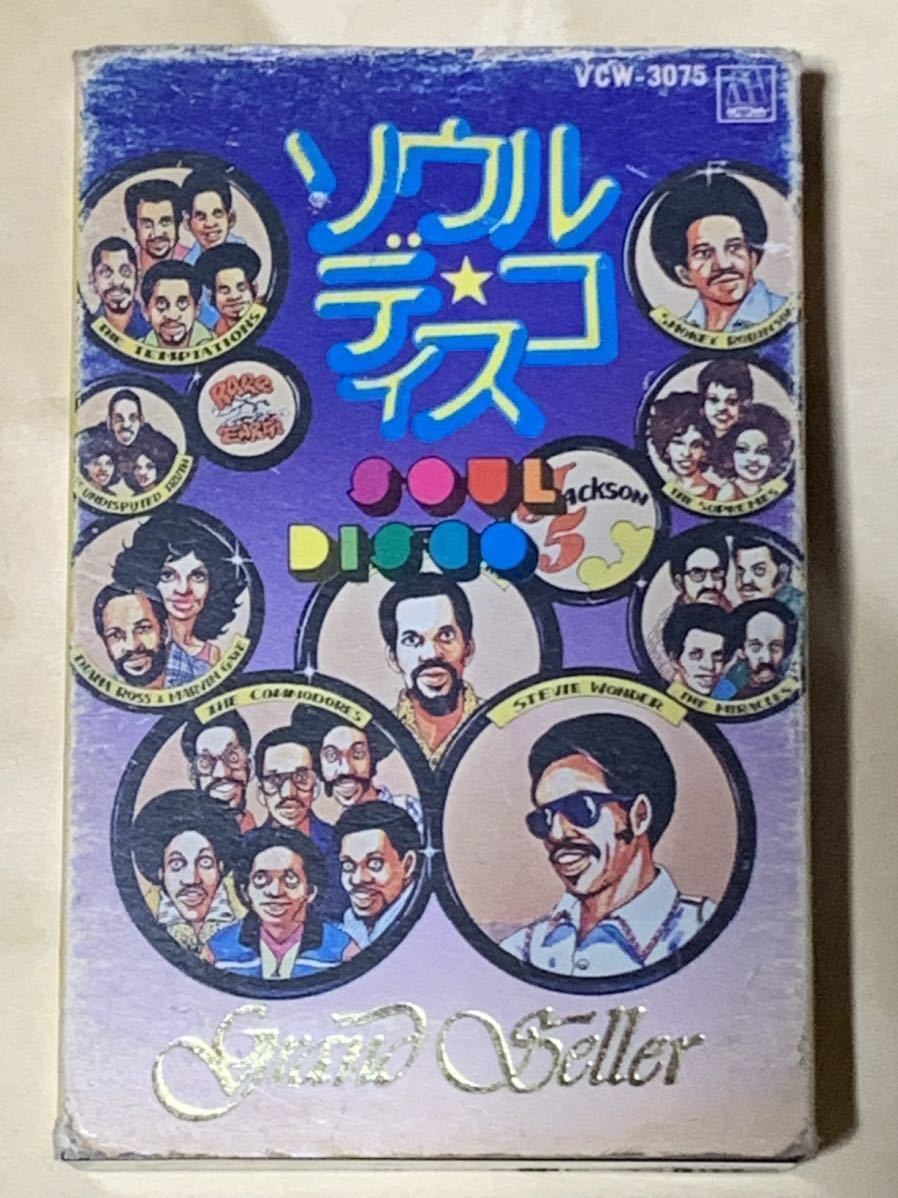 VCW-3075
ソウル
ディ★スコ
SOUL
DISCO
THE TEMPTATIONS
SMOKEY ROBINSON
RARE
EARTH
UNDISPUTED TRUTH
THE SUPREMES
Jackson
5
DIANA ROSS & MARVIN GAYE
THE MIRACLES
THE COMMODORES
STEVIE WONDER
Grand Seller